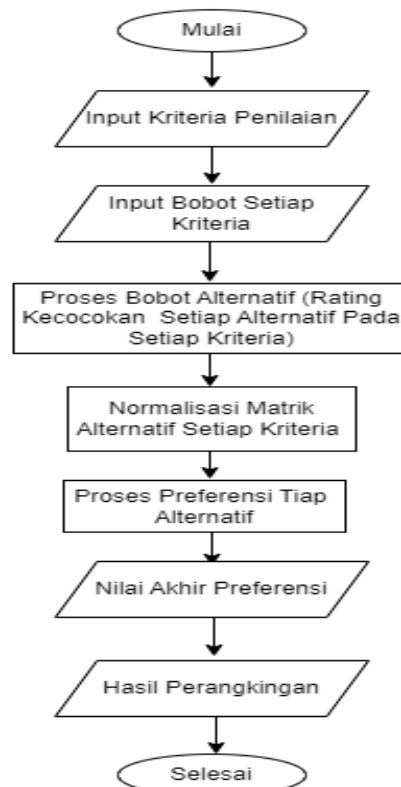 Mulai
Input Kriteria Penilaian
Input Bobot Setiap
Kriteria
Proses Bobot Alternatif (Rating
Kecocokan Setiap Alternatif Pada
Setiap Kriteria)
Normalisasi Matrik
Alternatif Setiap Kriteria
Proses Preferensi Tiap
Alternatif
Nilai Akhir Preferensi
Hasil Perangkingan
Selesai